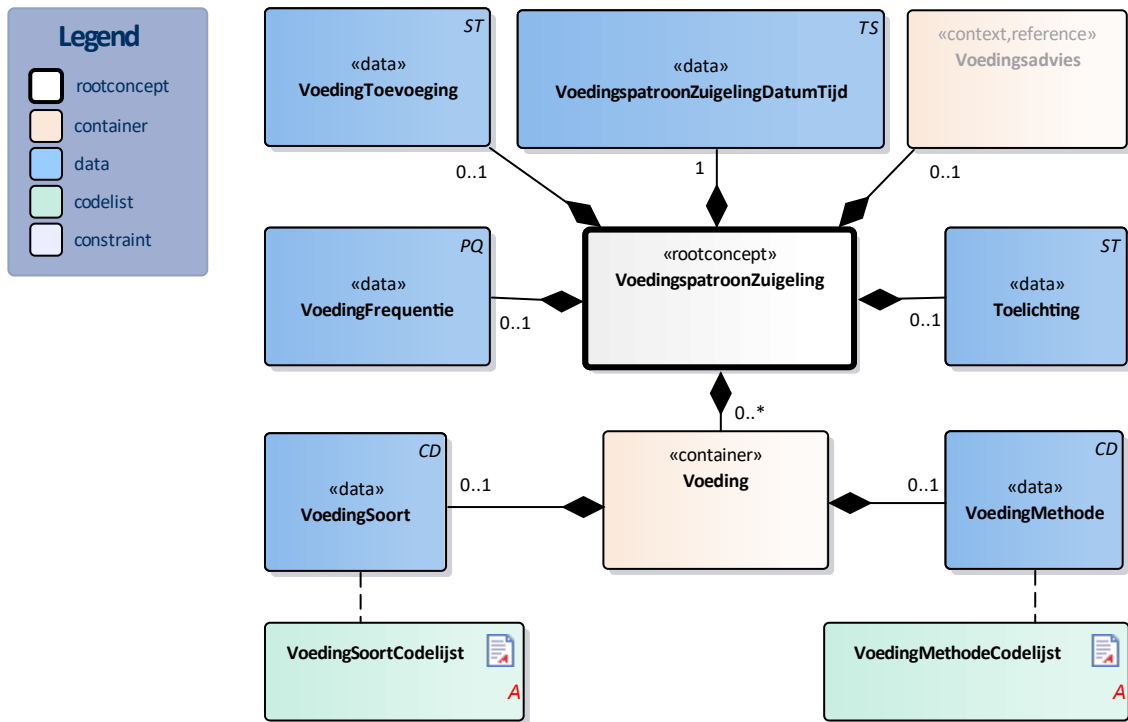 Legend
rootconcept
container
data
codelist
constraint
ST
«data»
VoedingToevoeging
0..1
TS
«data»
VoedingspatroonZuigelingDatumTijd
1
«context,reference»
Voedingsadvies
0..1
PQ
«data»
VoedingFrequentie
0..1
«rootconcept»
VoedingspatroonZuigeling
ST
«data»
Toelichting
0..1
0..*
CD
«data»
VoedingSoort
0..1
«container»
Voeding
CD
«data»
VoedingMethode
0..1
VoedingSoortCodelijst
A
VoedingMethodeCodelijst
A